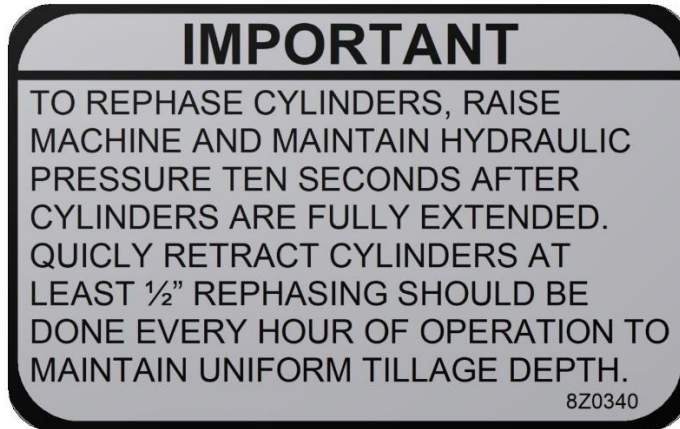 IMPORTANT
TO REPHASE CYLINDERS, RAISE
MACHINE AND MAINTAIN HYDRAULIC
PRESSURE TEN SECONDS AFTER
CYLINDERS ARE FULLY EXTENDED.
QUICLY RETRACT CYLINDERS AT
LEAST ½” REPHASING SHOULD BE
DONE EVERY HOUR OF OPERATION TO
MAINTAIN UNIFORM TILLAGE DEPTH.
8Z0340